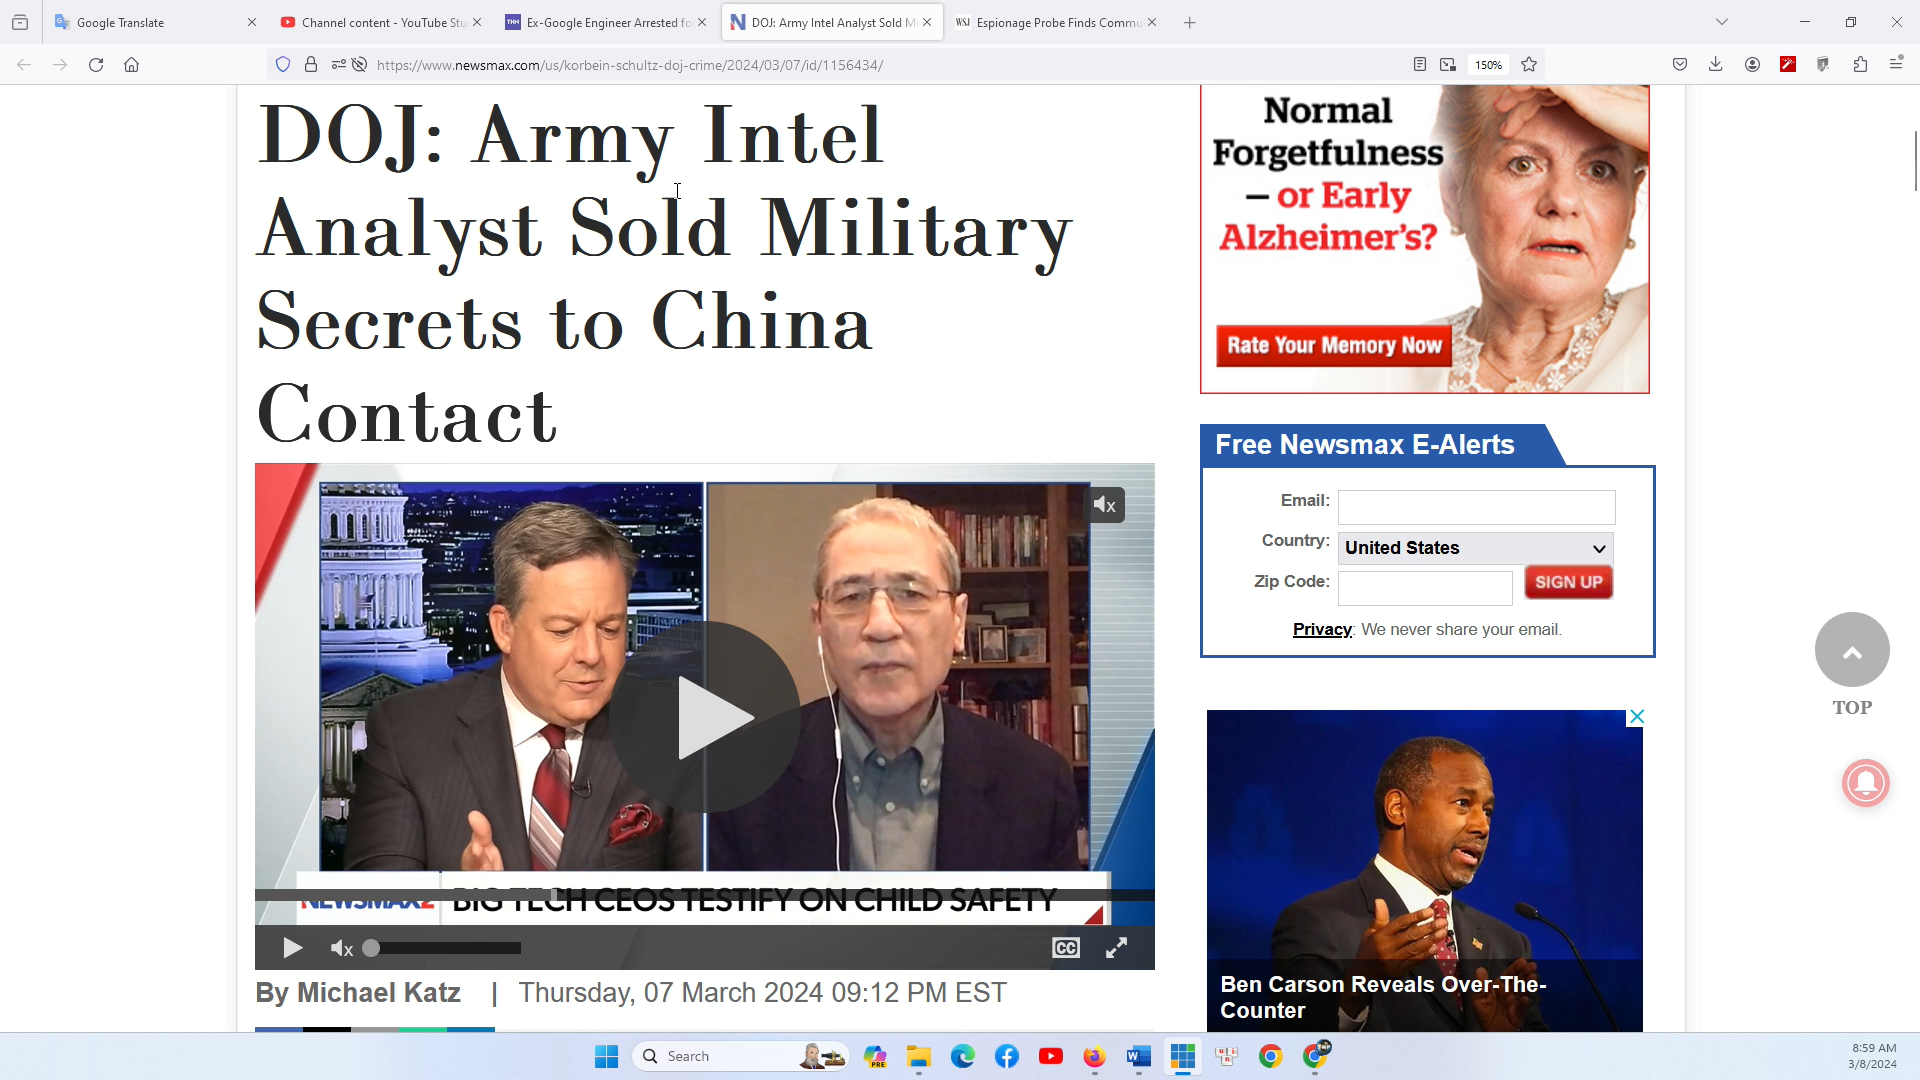 Google Translate
Channel content - YouTube Stu
Ex-Google Engineer Arrested fo
DOJ: Army Intel Analyst Sold Mi
WSJ Espionage Probe Finds Commu
https://www.newsmax.com/us/korbein-schultz-doj-crime/2024/03/07/id/1156434/
150%
DOJ: Army Intel
Analyst Sold Military
Secrets to China
Contact
Normal
Forgetfulness
– or Early
Alzheimer's?
Rate Your Memory Now
Free Newsmax E-Alerts
Email:
Country:
United States
Zip Code:
SIGN UP
Privacy: We never share your email.
TOP
NEWSMAX2
BIG TECH CEOS TESTIFY ON CHILD SAFETY
CC
By Michael Katz | Thursday, 07 March 2024 09:12 PM EST
Ben Carson Reveals Over-The-
Counter
Search
PRE
8:59 AM
3/8/2024